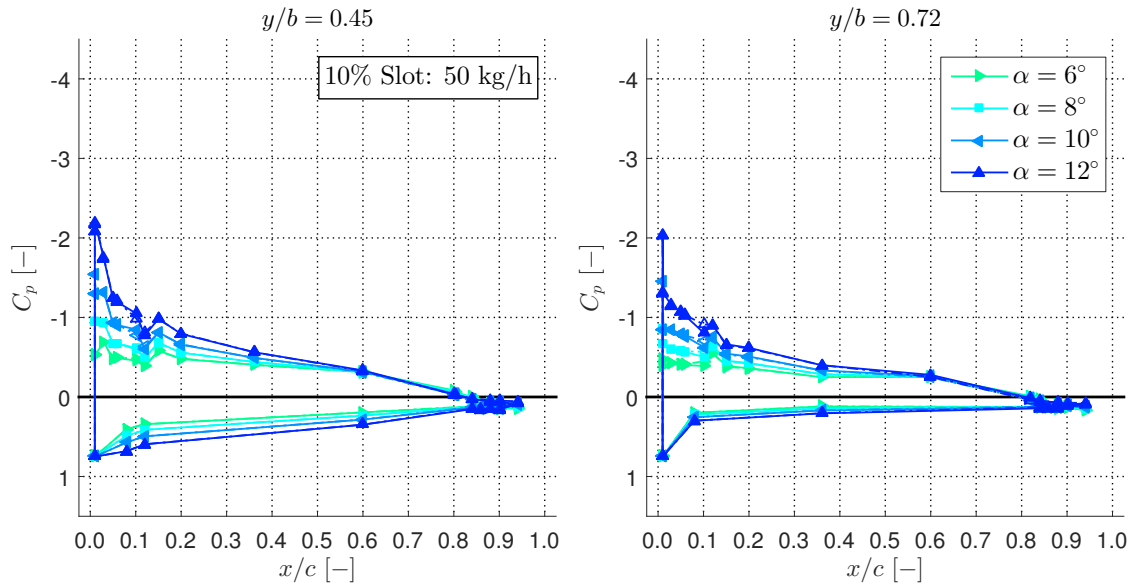 y/b = 0.45
10% Slot: 50 kg/h
-4
-3
-2
-1
0
1
C_p [−]
0.0 0.1 0.2 0.3 0.4 0.5 0.6 0.7 0.8 0.9 1.0
x/c [−]
y/b = 0.72
α = 6°
α = 8°
α = 10°
α = 12°
-4
-3
-2
-1
0
1
C_p [−]
0.0 0.1 0.2 0.3 0.4 0.5 0.6 0.7 0.8 0.9 1.0
x/c [−]